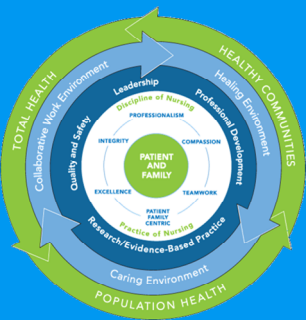 TOTAL HEALTH
HEALTHY COMMUNITIES
POPULATION HEALTH
Collaborative Work Environment
Healing Environment
Caring Environment
Leadership
Quality and Safety
Professional Development
Research/Evidence-Based Practice
Discipline of Nursing
PROFESSIONALISM
INTEGRITY
COMPASSION
PATIENT
AND
FAMILY
EXCELLENCE
TEAMWORK
PATIENT
FAMILY
CENTRIC
Practice of Nursing